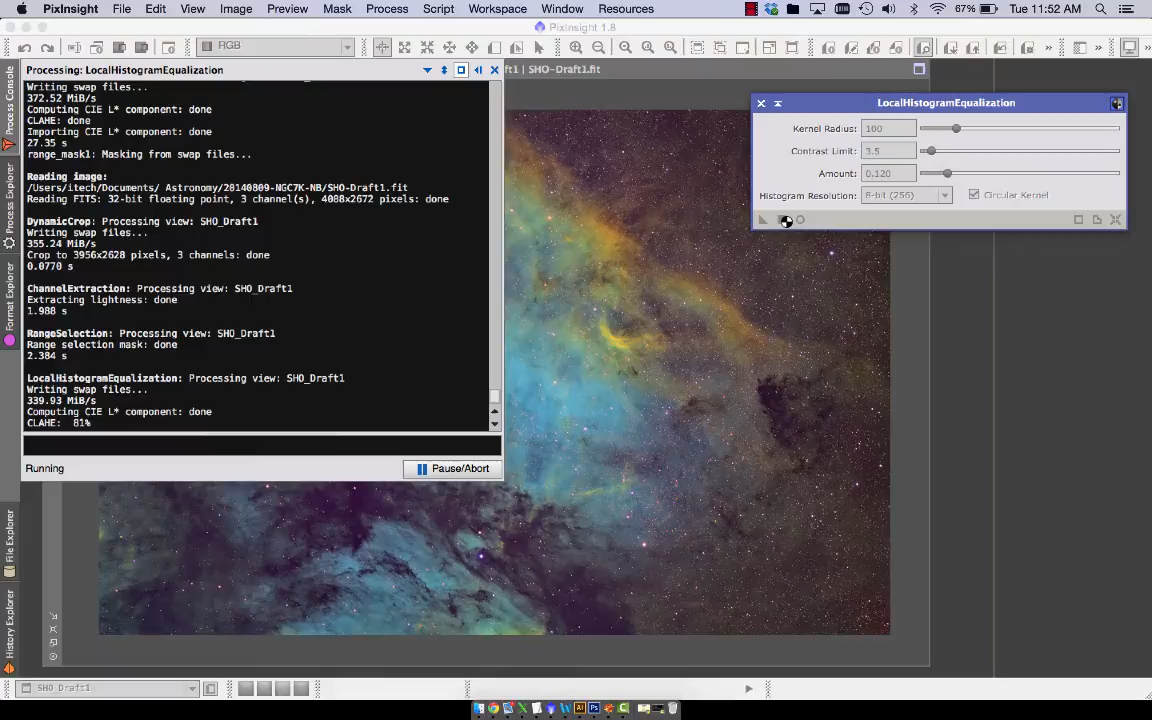 PixInsight File Edit View Image Preview Mask Process Script Workspace Window Resources 67% Tue 11:52 AM
PixInsight 1.8
RGB
Processing: LocalHistogramEqualization
ft1 | SHO-Draft1.fit
Process Console
Process Explorer
Format Explorer
File Explorer
History Explorer
Writing swap files...
372.52 MiB/s
Computing CIE L* component: done
CLAHE: done
Importing CIE L* component: done
27.35 s
range_mask1: Masking from swap files...
Reading image:
/Users/itech/Documents/ Astronomy/20140809-NGC7K-NB/SHO-Draft1.fit
Reading FITS: 32-bit floating point, 3 channel(s), 4088x2672 pixels: done
DynamicCrop: Processing view: SHO_Draft1
Writing swap files...
355.24 MiB/s
Crop to 3956x2628 pixels, 3 channels: done
0.0770 s
ChannelExtraction: Processing view: SHO_Draft1
Extracting lightness: done
1.988 s
RangeSelection: Processing view: SHO_Draft1
Range selection mask: done
2.384 s
LocalHistogramEqualization: Processing view: SHO_Draft1
Writing swap files...
339.93 MiB/s
Computing CIE L* component: done
CLAHE: 81%
Running
Pause/Abort
LocalHistogramEqualization
Kernel Radius: 100
Contrast Limit: 3.5
Amount: 0.120
Histogram Resolution: 8-bit (256) Circular Kernel
SHO_Draft1